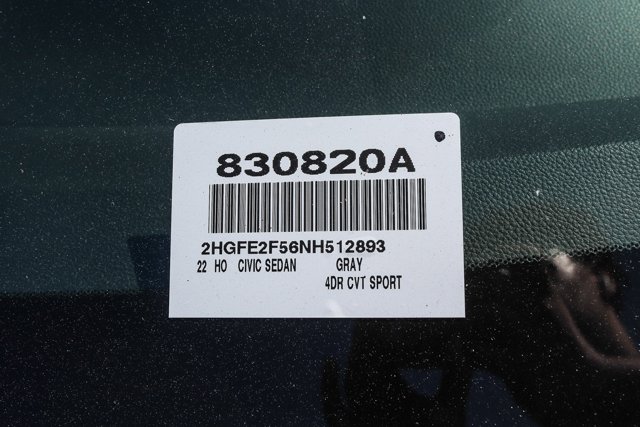 830820A
2HGFE2F56NH512893
22 HO CIVIC SEDAN GRAY
4DR CVT SPORT